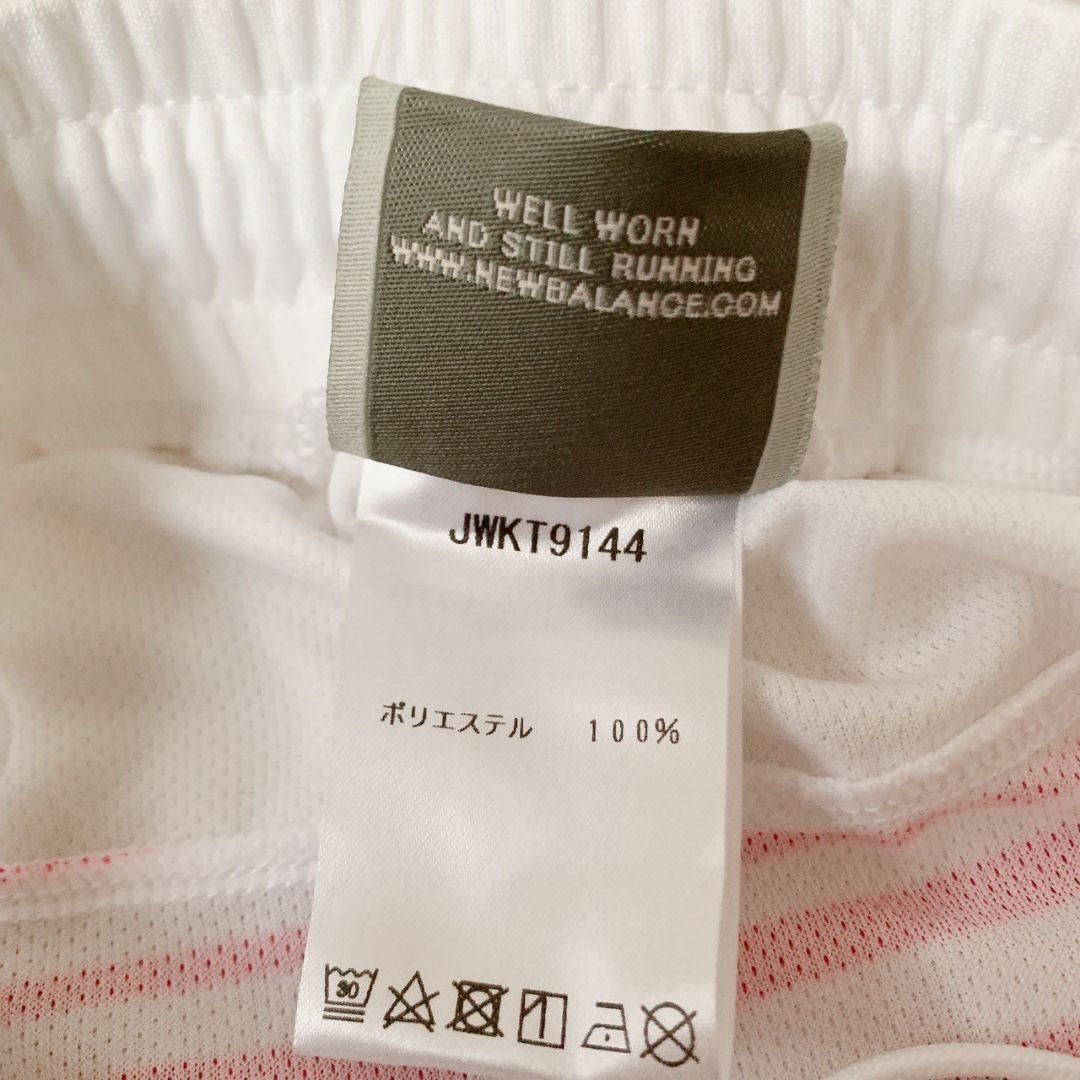 WELL WORN
AND STILL RUNNING
WWW.NEWBALANCE.COM
JWKT9144
ポリエステル 100%
30